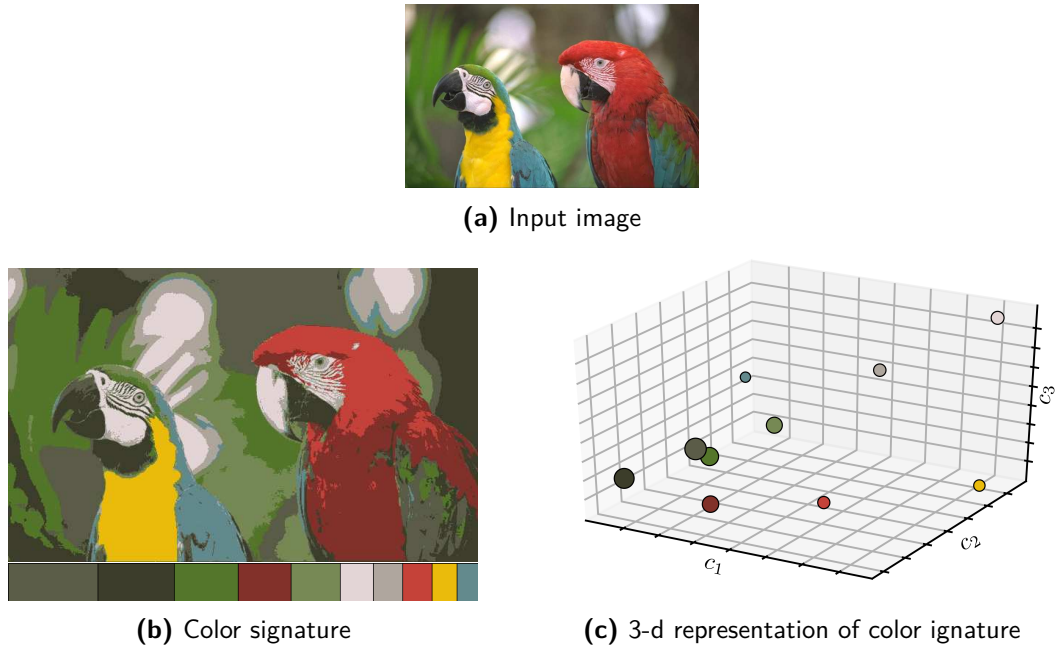 (a) Input image
c₁
c₂
c₃
(b) Color signature
(c) 3-d representation of color ignature